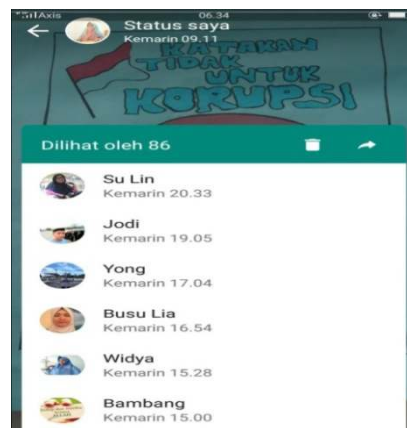 Axis
06.34
Status saya
Kemarin 09.11
KATAKAN
TIDAK
UNTUK
KORUPSI
Dilihat oleh 86
Su Lin
Kemarin 20.33
Jodi
Kemarin 19.05
Yong
Kemarin 17.04
Busu Lia
Kemarin 16.54
Widya
Kemarin 15.28
Bambang
Kemarin 15.00